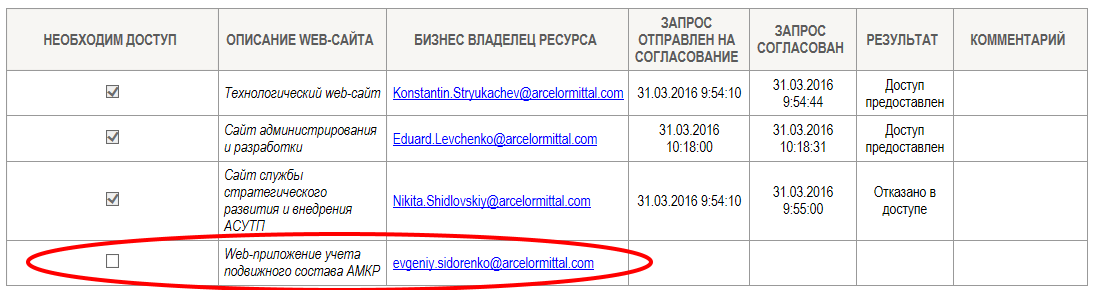 НЕОБХОДИМ ДОСТУП
ОПИСАНИЕ WEB-САЙТА
БИЗНЕС ВЛАДЕЛЕЦ РЕСУРСА
ЗАПРОС
ОТПРАВЛЕН НА
СОГЛАСОВАНИЕ
ЗАПРОС
СОГЛАСОВАН
РЕЗУЛЬТАТ
КОММЕНТАРИЙ
Технологический web-сайт
Konstantin.Stryukachev@arcelormittal.com
31.03.2016 9:54:10
31.03.2016
9:54:44
Доступ
предоставлен
Сайт администрирования
и разработки
Eduard.Levchenko@arcelormittal.com
31.03.2016
10:18:00
31.03.2016
10:18:31
Доступ
предоставлен
Сайт службы
стратегического
развития и внедрения
АСУТП
Nikita.Shidlovskiy@arcelormittal.com
31.03.2016 9:54:10
31.03.2016
9:55:00
Отказано в
доступе
Web-приложение учета
подвижного состава АМКР
evgeniy.sidorenko@arcelormittal.com